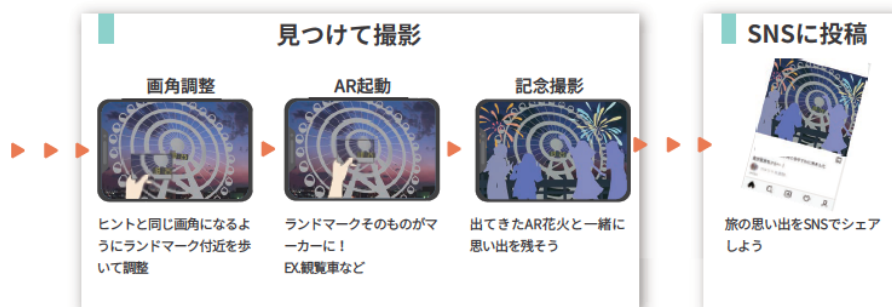 見つけて撮影
画角調整
ヒントと同じ画角になるよ
うにランドマーク付近を歩
いて調整
AR起動
ランドマークそのものがマ
ーカーに！
EX.観覧車など
記念撮影
出てきたAR花火と一緒に
思い出を残そう
SNSに投稿
旅の思い出をSNSでシェア
しよう